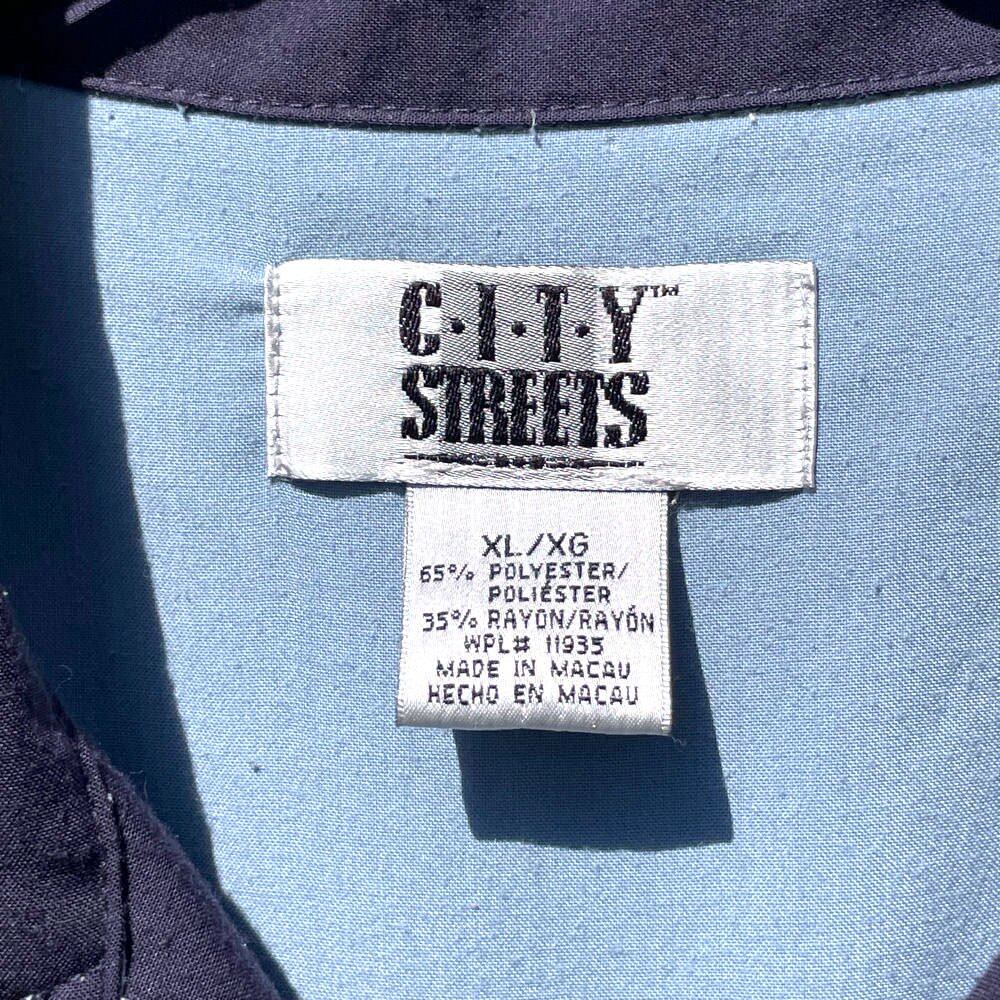 C·I·T·Y™
STREETS
XL/XG
65% POLYESTER/
POLIÉSTER
35% RAYON/RAYÓN
WPL# 11935
MADE IN MACAU
HECHO EN MACAU